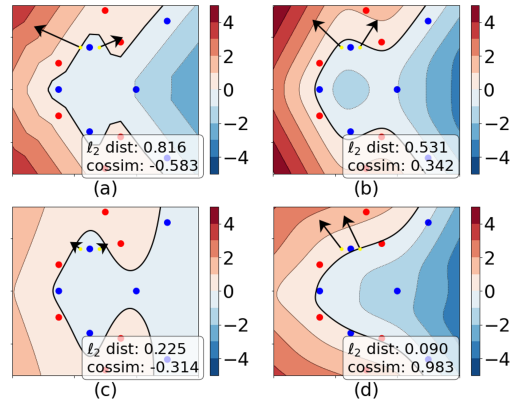 4
2
0
−2
−4
ℓ2 dist: 0.816
cossim: -0.583
(a)
4
2
0
−2
−4
ℓ2 dist: 0.531
cossim: 0.342
(b)
4
2
0
−2
−4
ℓ2 dist: 0.225
cossim: -0.314
(c)
4
2
0
−2
−4
ℓ2 dist: 0.090
cossim: 0.983
(d)